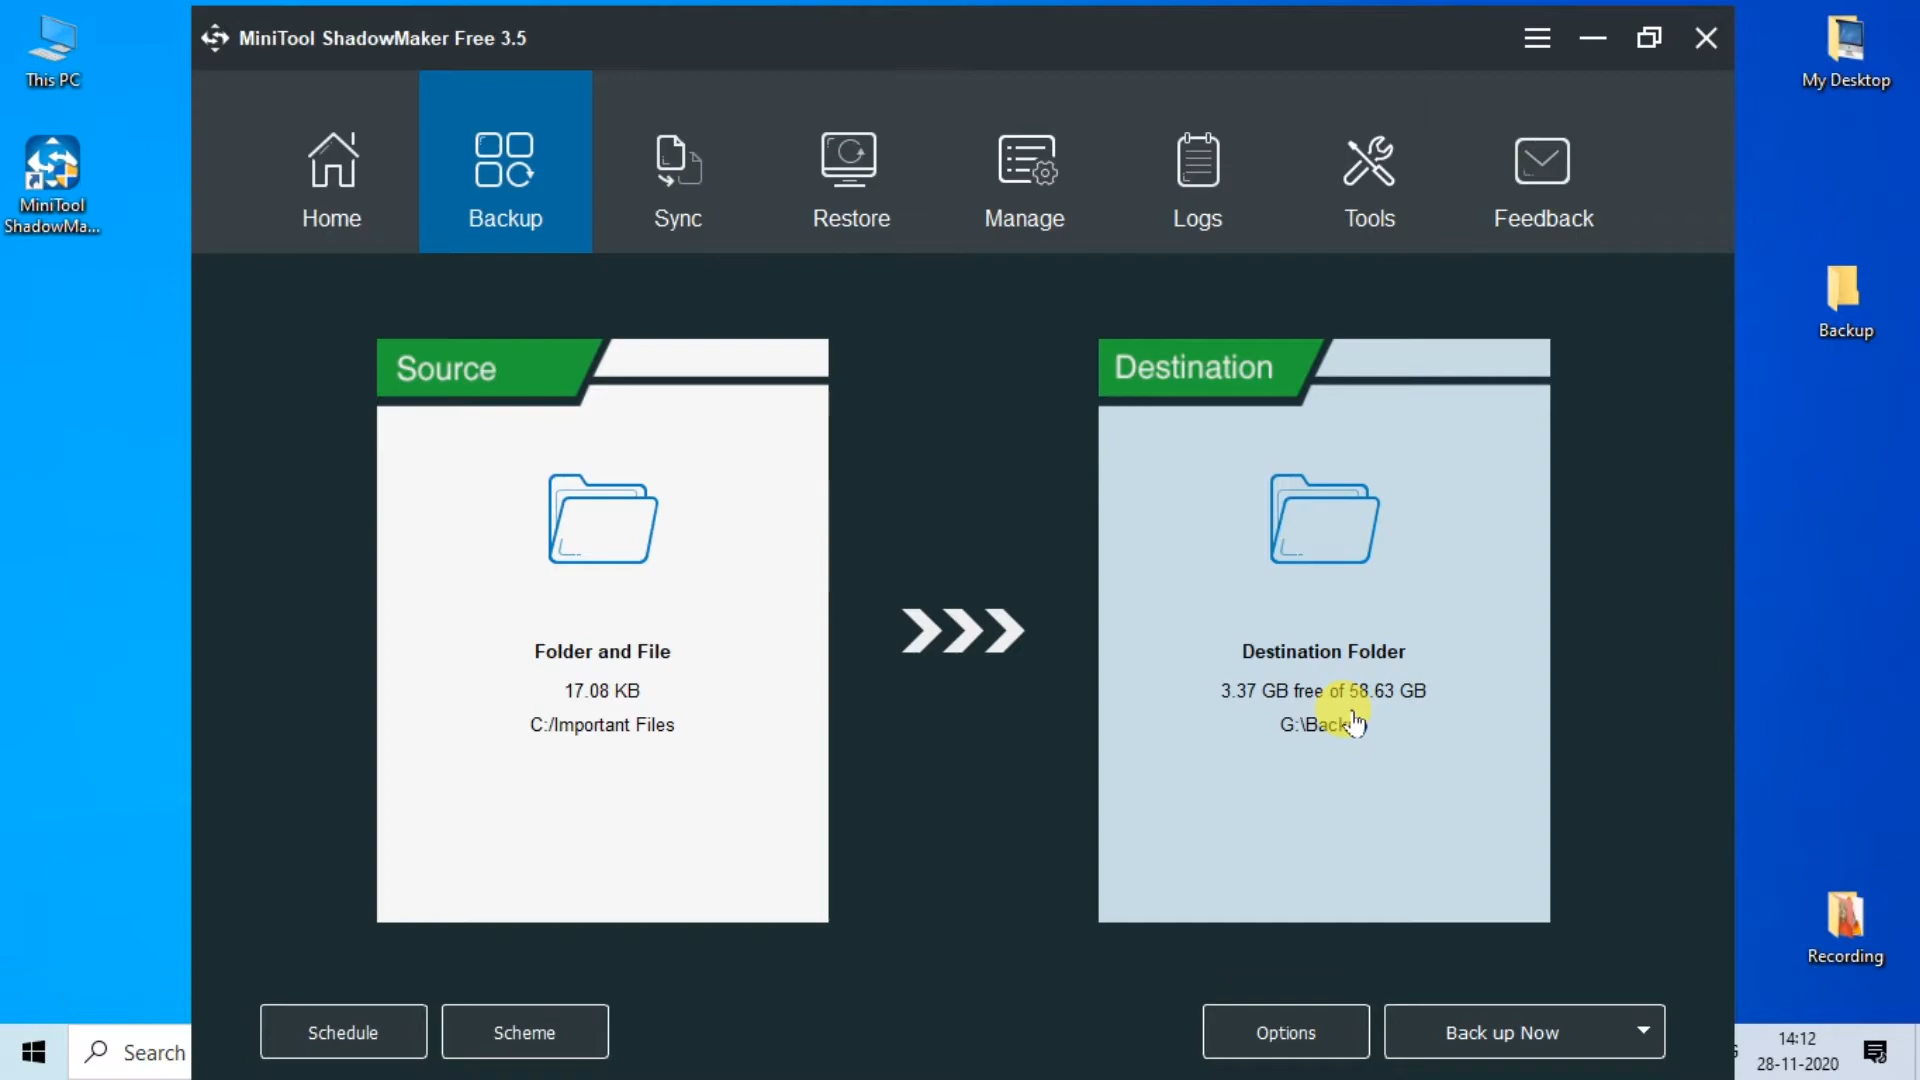 This PC
MiniTool
ShadowMa...
MiniTool ShadowMaker Free 3.5
Home
Backup
Sync
Restore
Manage
Logs
Tools
Feedback
Source
Folder and File
17.08 KB
C:/Important Files
Destination
Destination Folder
3.37 GB free of 58.63 GB
G:\Backup
Schedule
Scheme
Options
Back up Now
My Desktop
Backup
Recording
Search
14:12
28-11-2020